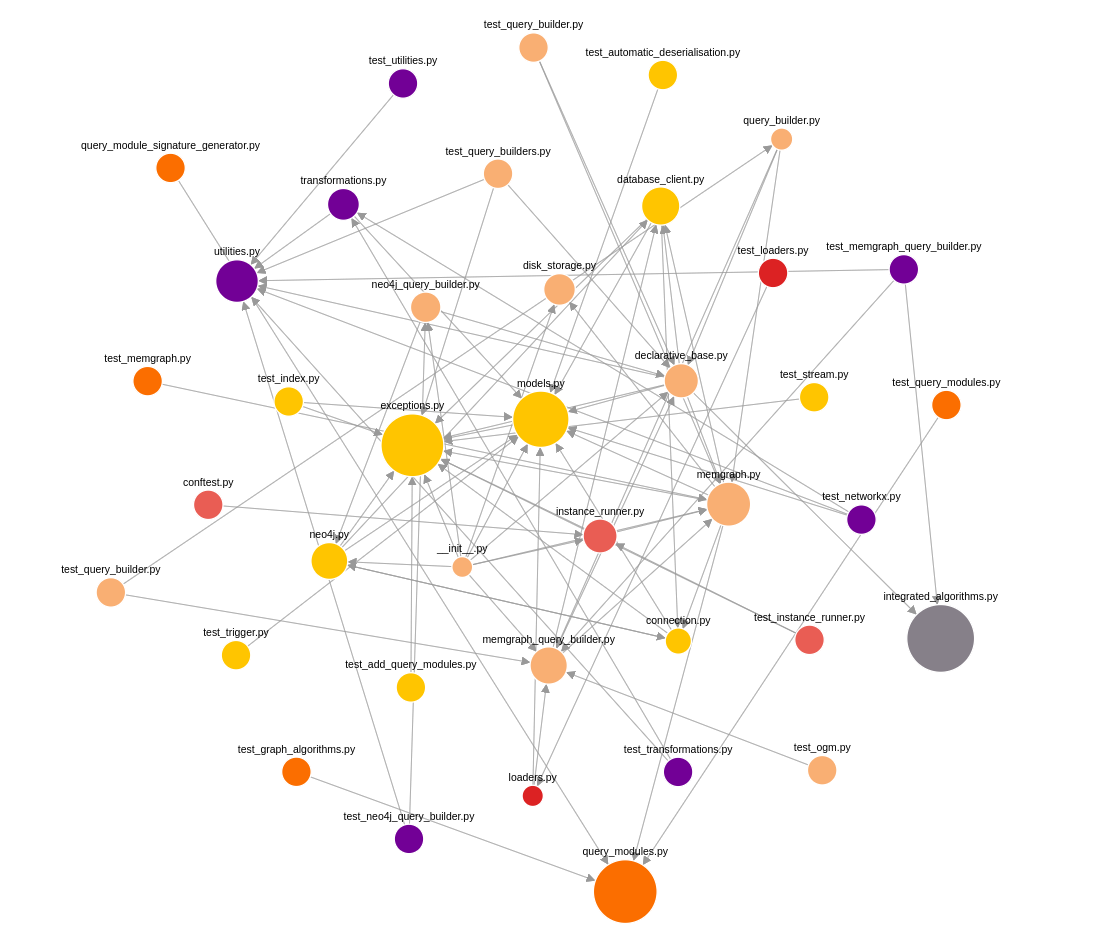 test_query_builder.py
test_automatic_deserialisation.py
test_utilities.py
query_builder.py
query_module_signature_generator.py
test_query_builders.py
transformations.py
database_client.py
test_memgraph_query_builder.py
test_loaders.py
utilities.py
disk_storage.py
neo4j_query_builder.py
declarative_base.py
test_memgraph.py
test_stream.py
test_index.py
models.py
test_query_modules.py
exceptions.py
memgraph.py
conftest.py
test_networkx.py
instance_runner.py
neo4j.py
__init__.py
test_query_builder.py
integrated_algorithms.py
test_instance_runner.py
connection.py
test_trigger.py
memgraph_query_builder.py
test_add_query_modules.py
test_graph_algorithms.py
test_transformations.py
test_ogm.py
loaders.py
test_neo4j_query_builder.py
query_modules.py